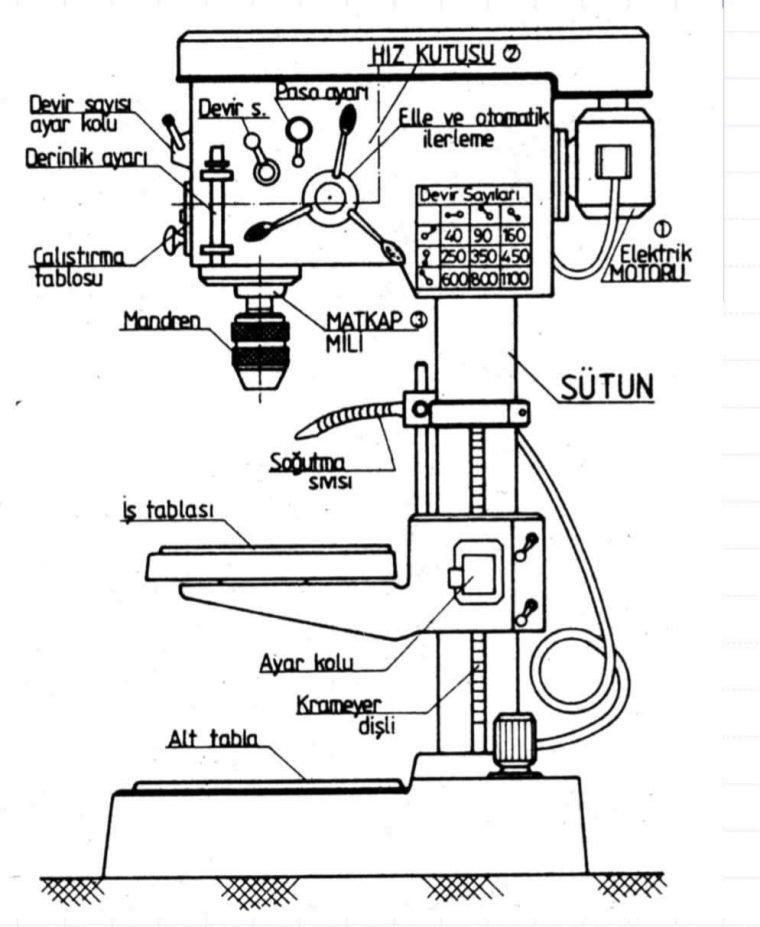 HIZ KUTUSU ②
Paso ayarı
Devir sayısı
ayar kolu
Devir s.
Elle ve otomatik
ilerleme
Derinlik ayarı
Devir Sayıları
40 90 160
250 350 450
600 800 1100
①
Elektrik
MOTORU
Çalıştırma
tablosu
Mandren
MATKAP ③
MİLİ
SÜTUN
Soğutma
sıvısı
İş tablası
Ayar kolu
Krameyer
dişli
Alt tabla